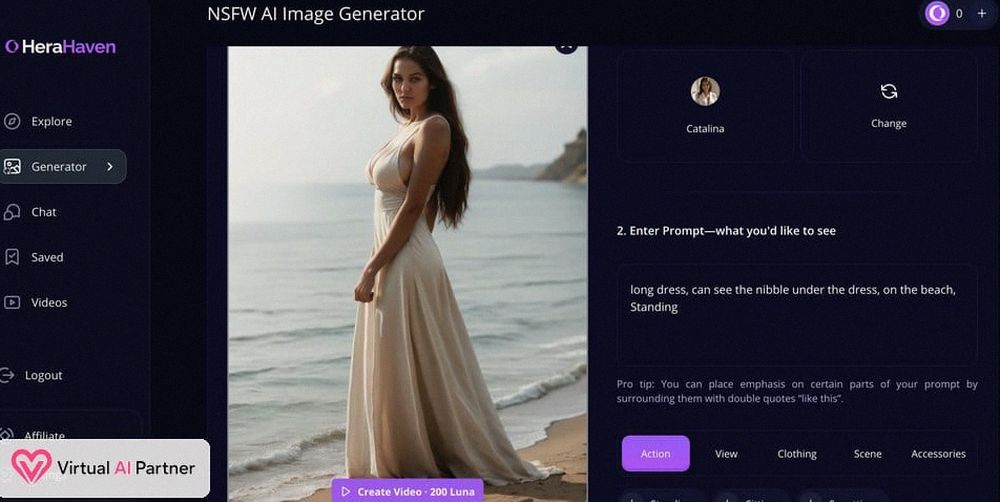 NSFW AI Image Generator
0 +
HeraHaven
Explore
Generator
Chat
Saved
Videos
Logout
Affiliate
Virtual AI Partner
Create Video · 200 Luna
Catalina
Change
2. Enter Prompt—what you'd like to see
long dress, can see the nibble under the dress, on the beach,
Standing
Pro tip: You can place emphasis on certain parts of your prompt by
surrounding them with double quotes “like this”.
Action View Clothing Scene Accessories